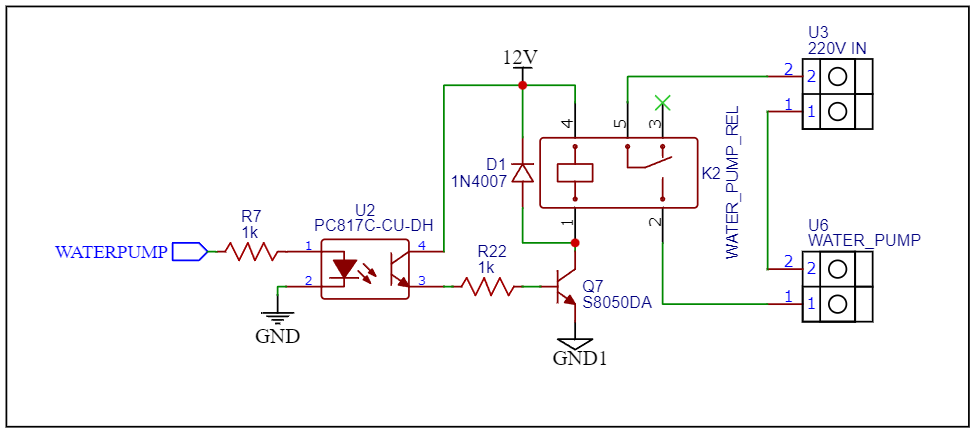 U3
220V IN
12V
2
2
1
1
4
5
3
WATER_PUMP_REL
D1
1N4007
K2
U2
PC817C-CU-DH
R7
1k
WATERPUMP
1
4
2
3
R22
1k
1
2
U6
WATER_PUMP
2
2
1
1
Q7
S8050DA
GND
GND1